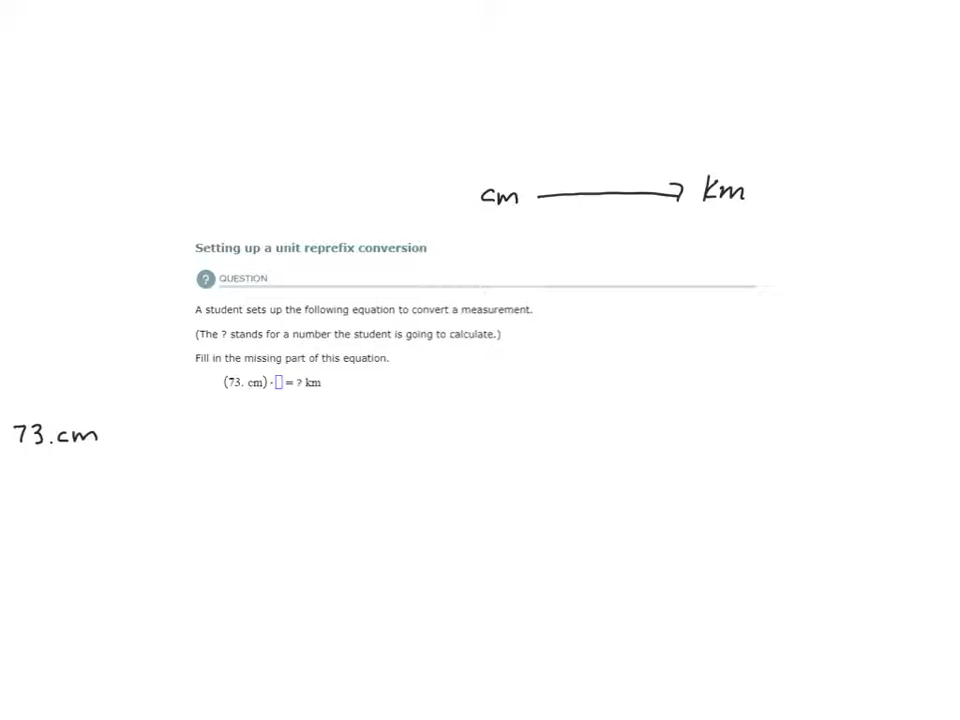 cm → km
Setting up a unit reprefix conversion
? QUESTION
A student sets up the following equation to convert a measurement.
(The ? stands for a number the student is going to calculate.)
Fill in the missing part of this equation.
(73. cm) · □ = ? km
73.cm